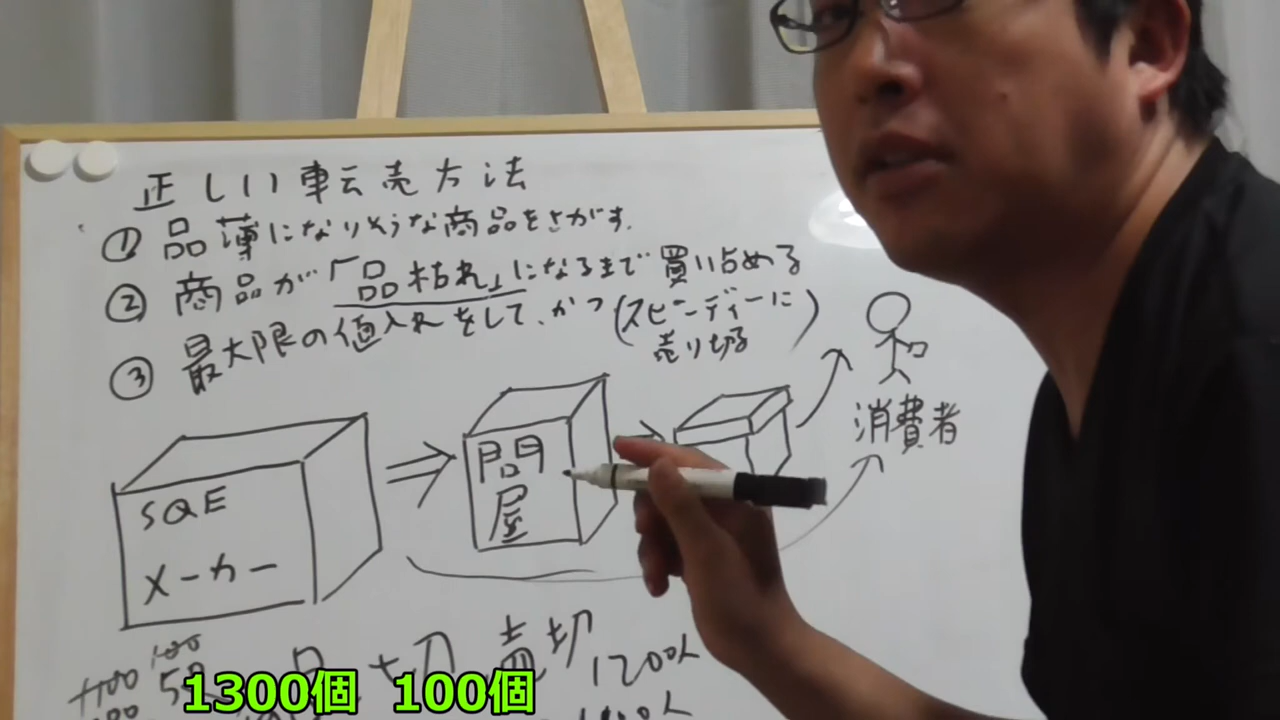 正しい転売方法
① 品薄になりそうな商品をさがす.
② 商品が「品枯れ」になるまで買い占める
③ 最大限の値入れをして、かつ(スピーディーに
売り切る)
消費者
問
屋
SQE
メーカー
切 売切 1200人
1300個 100個